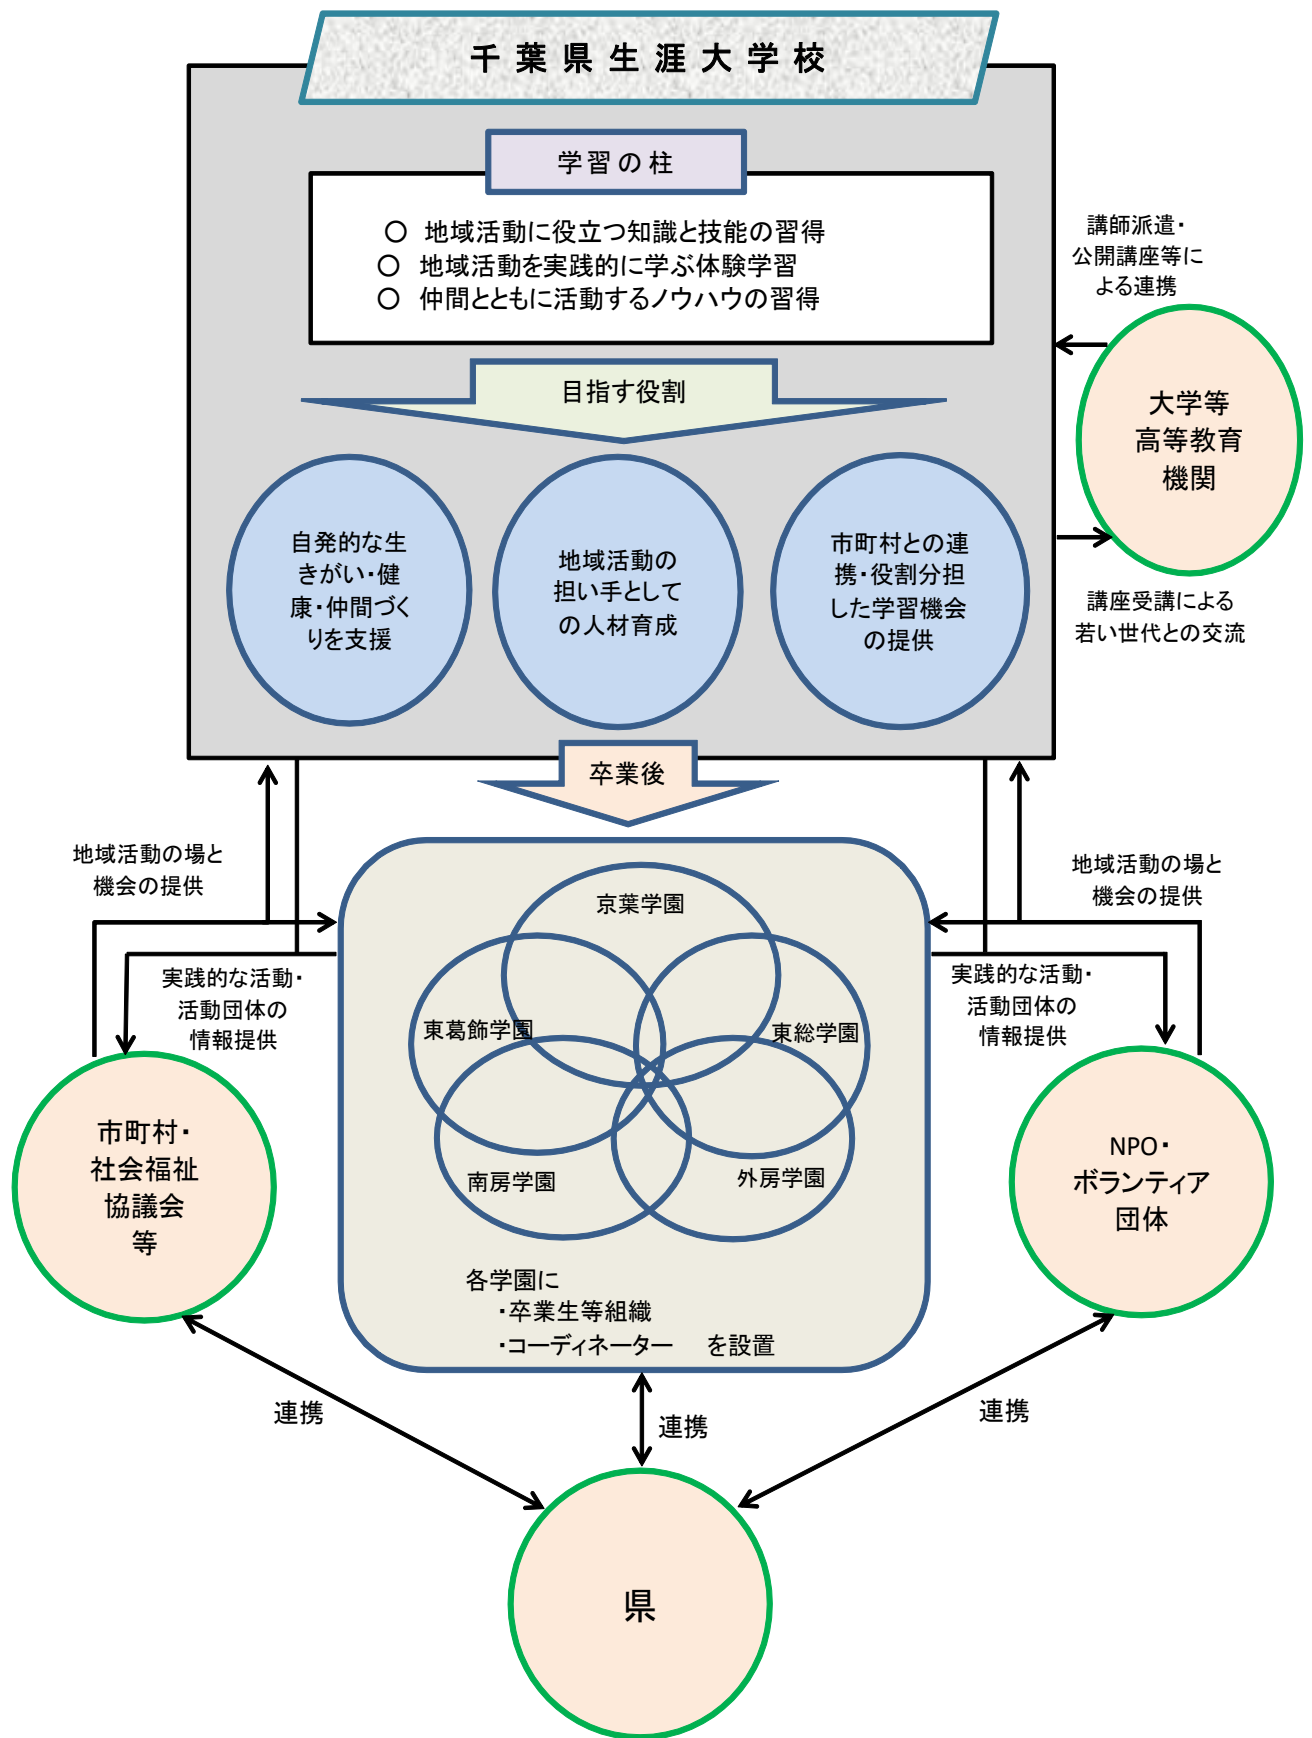 千葉県生涯大学校
学習の柱
○ 地域活動に役立つ知識と技能の習得
○ 地域活動を実践的に学ぶ体験学習
○ 仲間とともに活動するノウハウの習得
講師派遣・
公開講座等に
よる連携
目指す役割
大学等
高等教育
機関
自発的な生
きがい・健
康・仲間づく
りを支援
地域活動の
担い手として
の人材育成
市町村との連
携・役割分担
した学習機会
の提供
講座受講による
若い世代との交流
卒業後
地域活動の場と
機会の提供
地域活動の場と
機会の提供
京葉学園
東葛飾学園
東総学園
南房学園
外房学園
実践的な活動・
活動団体の
情報提供
実践的な活動・
活動団体の
情報提供
市町村・
社会福祉
協議会
等
NPO・
ボランティア
団体
各学園に
・卒業生等組織
・コーディネーター を設置
連携
連携
連携
県